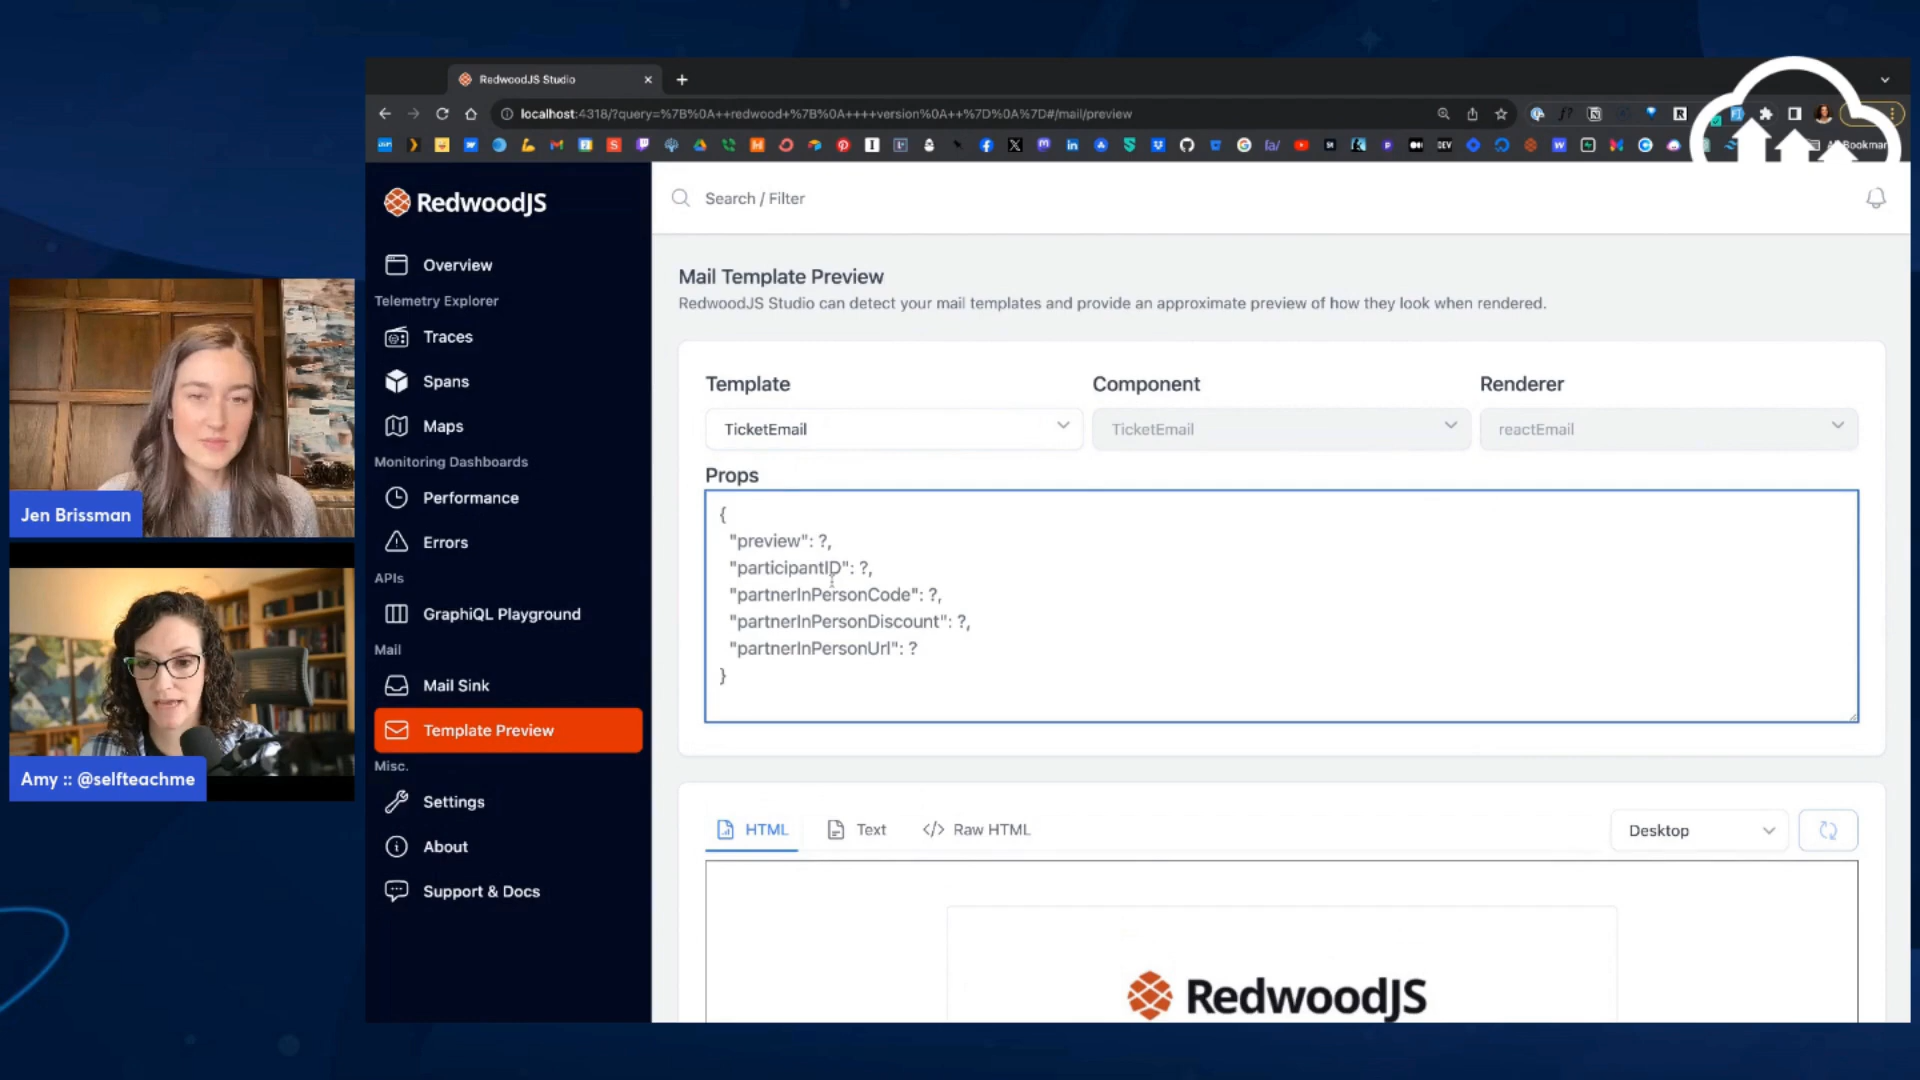 RedwoodJS Studio
localhost:4318/?query=%7B%0A++redwood+%7B%0A++++version%0A++%7D%0A%7D#/mail/preview
Bookmar
RedwoodJS
Search / Filter
Overview
Telemetry Explorer
Traces
Spans
Maps
Monitoring Dashboards
Performance
Errors
APIs
GraphiQL Playground
Mail
Mail Sink
Template Preview
Misc.
Settings
About
Support & Docs
Mail Template Preview
RedwoodJS Studio can detect your mail templates and provide an approximate preview of how they look when rendered.
Template
Component
Renderer
TicketEmail
TicketEmail
reactEmail
Props
{
"preview": ?,
"participantID": ?,
"partnerInPersonCode": ?,
"partnerInPersonDiscount": ?,
"partnerInPersonUrl": ?
}
HTML
Text
Raw HTML
Desktop
RedwoodJS
Jen Brissman
Amy :: @selfteachme